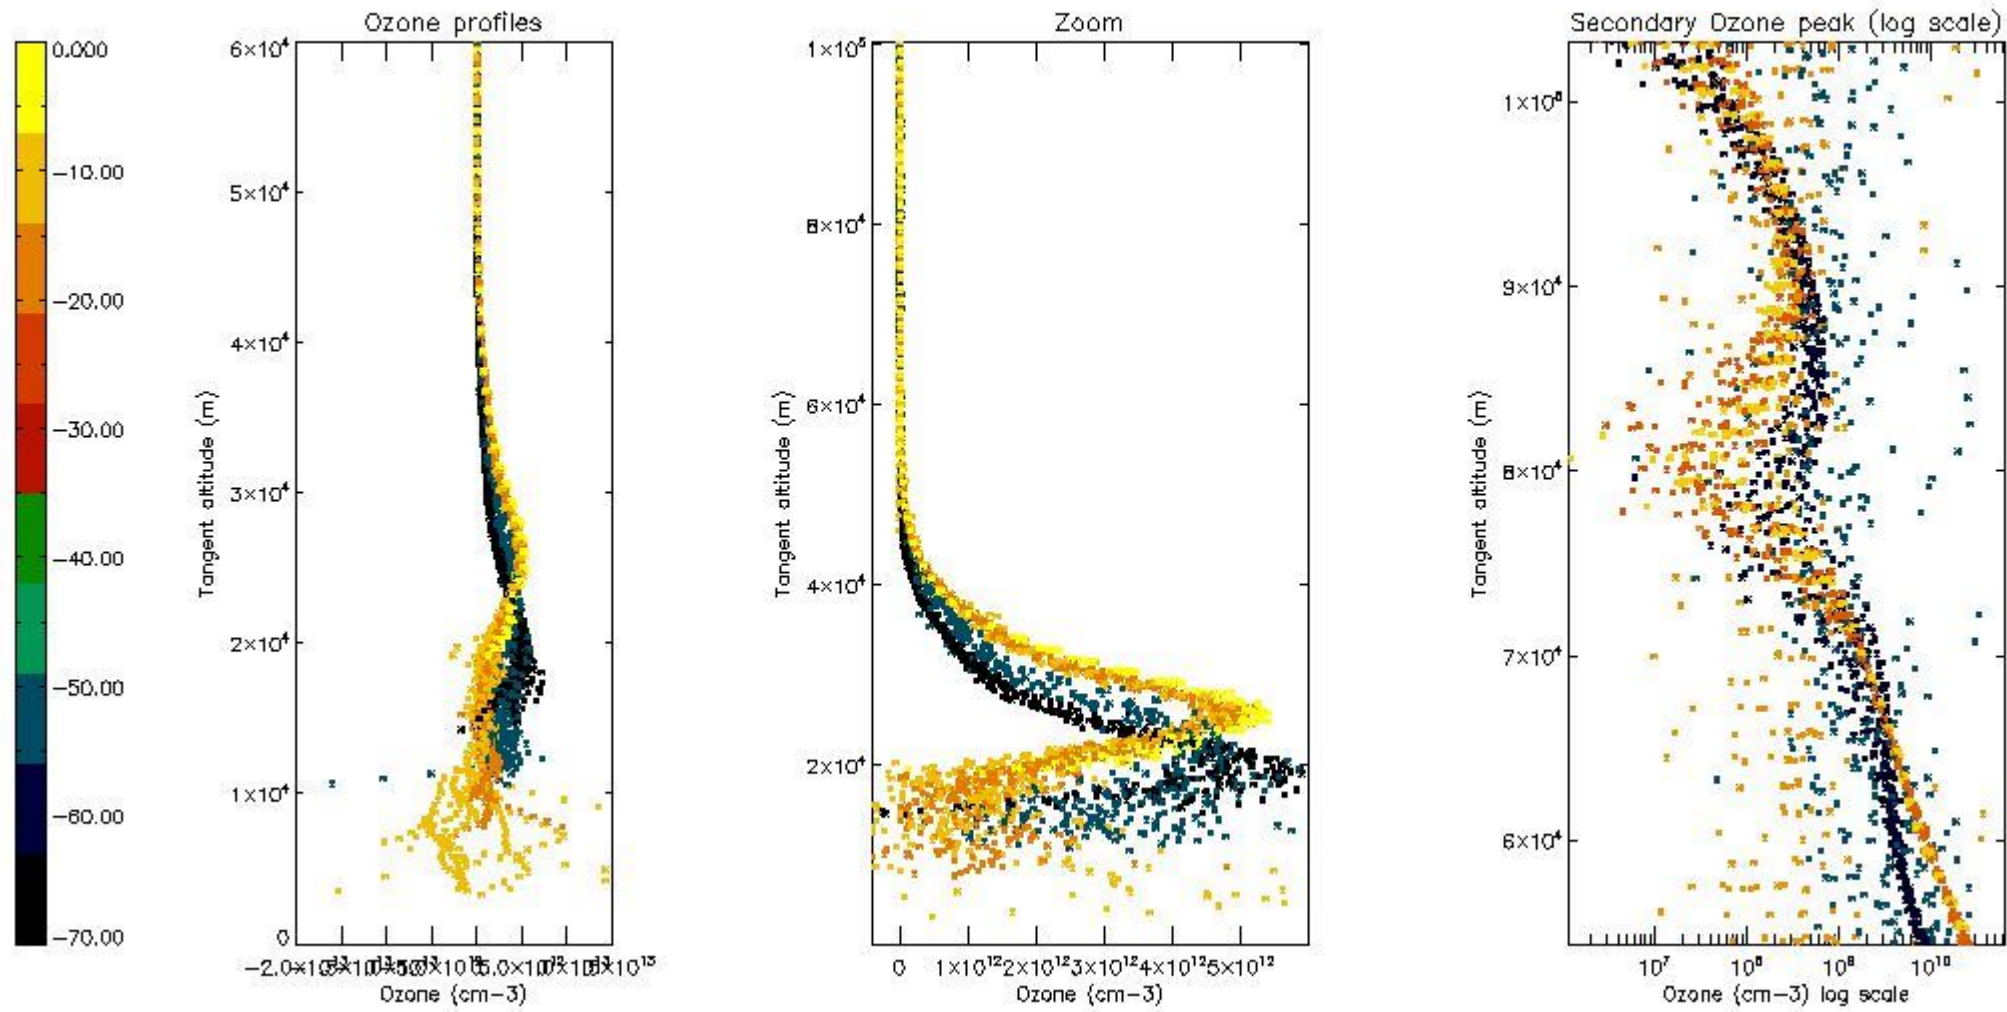 Ozone profiles
Zoom
Secondary Ozone peak (log scale)
0.000
-10.00
-20.00
-30.00
-40.00
-50.00
-60.00
-70.00
6×10⁴
5×10⁴
4×10⁴
3×10⁴
2×10⁴
1×10⁴
0
Tangent altitude (m)
Ozone (cm-3)
1×10⁵
8×10⁴
6×10⁴
4×10⁴
2×10⁴
Tangent altitude (m)
0 1×10¹² 2×10¹² 3×10¹² 4×10¹² 5×10¹²
Ozone (cm-3)
1×10⁵
9×10⁴
8×10⁴
7×10⁴
6×10⁴
Tangent altitude (m)
10⁷ 10⁸ 10⁹ 10¹⁰
Ozone (cm-3) log scale